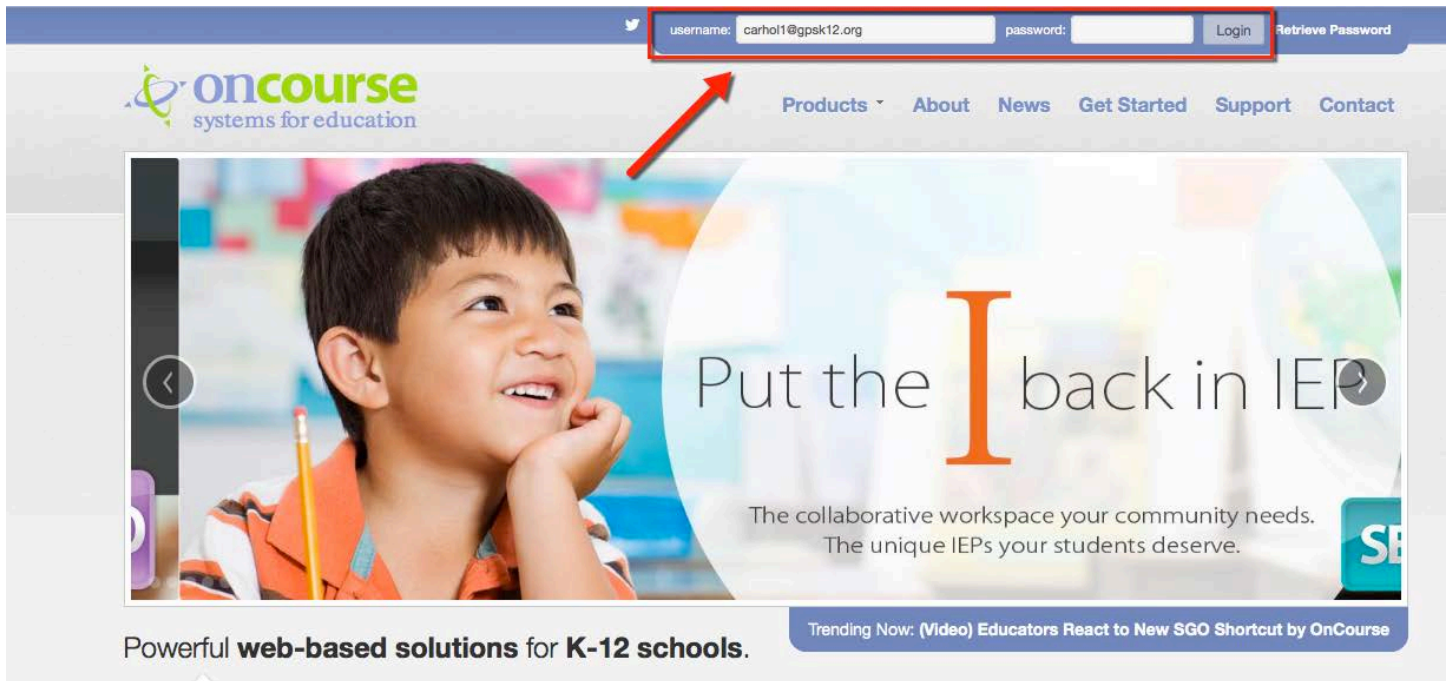 username: carhol1@gpsk12.org password: Login Retrieve Password
oncourse
systems for education
Products About News Get Started Support Contact
Put the I back in IEP
The collaborative workspace your community needs.
The unique IEPs your students deserve.
SE
Trending Now: (Video) Educators React to New SGO Shortcut by OnCourse
Powerful web-based solutions for K-12 schools.